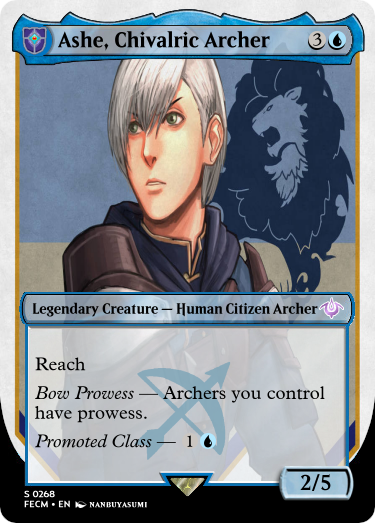 Ashe, Chivalric Archer 3
Legendary Creature — Human Citizen Archer
Reach
Bow Prowess — Archers you control
have prowess.
Promoted Class — 1
2/5
S 0268
FECM • EN NANBUYASUMI